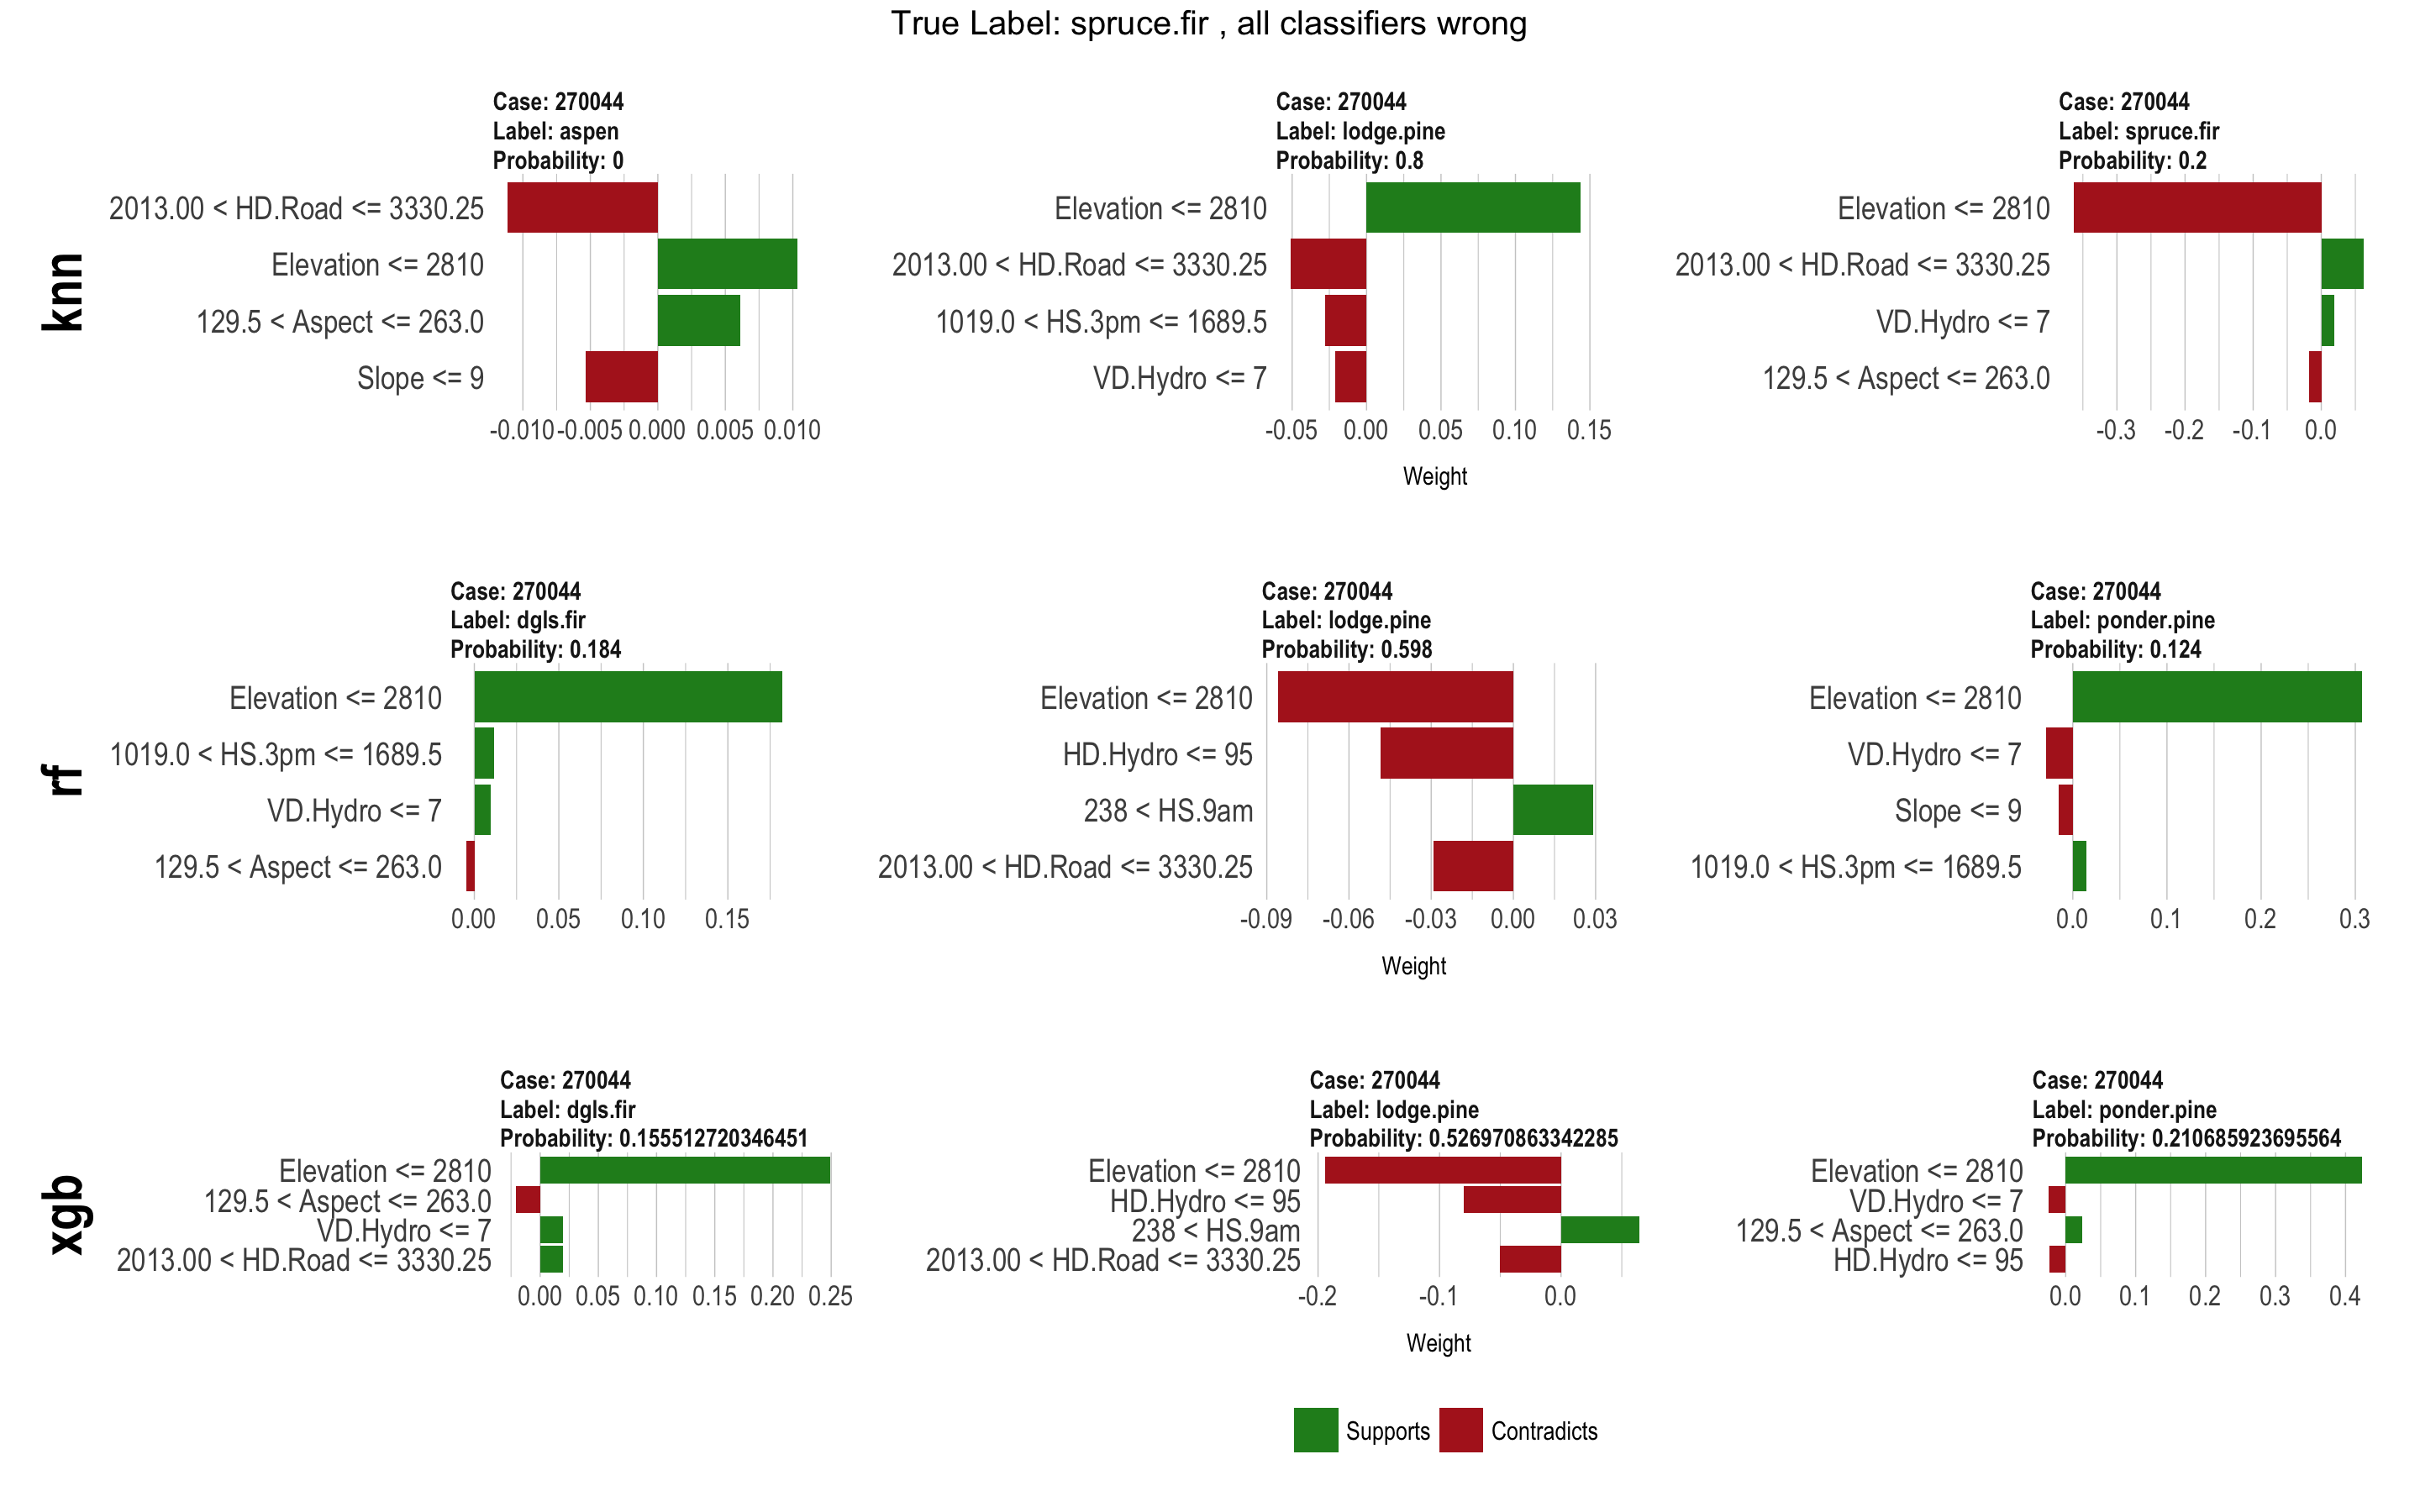 True Label: spruce.fir , all classifiers wrong
knn
Case: 270044
Label: aspen
Probability: 0
2013.00 < HD.Road <= 3330.25
Elevation <= 2810
129.5 < Aspect <= 263.0
Slope <= 9
-0.010 -0.005 0.000 0.005 0.010
Case: 270044
Label: lodge.pine
Probability: 0.8
Elevation <= 2810
2013.00 < HD.Road <= 3330.25
1019.0 < HS.3pm <= 1689.5
VD.Hydro <= 7
-0.05 0.00 0.05 0.10 0.15
Weight
Case: 270044
Label: spruce.fir
Probability: 0.2
Elevation <= 2810
2013.00 < HD.Road <= 3330.25
VD.Hydro <= 7
129.5 < Aspect <= 263.0
-0.3 -0.2 -0.1 0.0
rf
Case: 270044
Label: dgls.fir
Probability: 0.184
Elevation <= 2810
1019.0 < HS.3pm <= 1689.5
VD.Hydro <= 7
129.5 < Aspect <= 263.0
0.00 0.05 0.10 0.15
Case: 270044
Label: lodge.pine
Probability: 0.598
Elevation <= 2810
HD.Hydro <= 95
238 < HS.9am
2013.00 < HD.Road <= 3330.25
-0.09 -0.06 -0.03 0.00 0.03
Weight
Case: 270044
Label: ponder.pine
Probability: 0.124
Elevation <= 2810
VD.Hydro <= 7
Slope <= 9
1019.0 < HS.3pm <= 1689.5
0.0 0.1 0.2 0.3
xgb
Case: 270044
Label: dgls.fir
Probability: 0.155512720346451
Elevation <= 2810
129.5 < Aspect <= 263.0
VD.Hydro <= 7
2013.00 < HD.Road <= 3330.25
0.00 0.05 0.10 0.15 0.20 0.25
Case: 270044
Label: lodge.pine
Probability: 0.526970863342285
Elevation <= 2810
HD.Hydro <= 95
238 < HS.9am
2013.00 < HD.Road <= 3330.25
-0.2 -0.1 0.0
Weight
Case: 270044
Label: ponder.pine
Probability: 0.210685923695564
Elevation <= 2810
VD.Hydro <= 7
129.5 < Aspect <= 263.0
HD.Hydro <= 95
0.0 0.1 0.2 0.3 0.4
Supports Contradicts